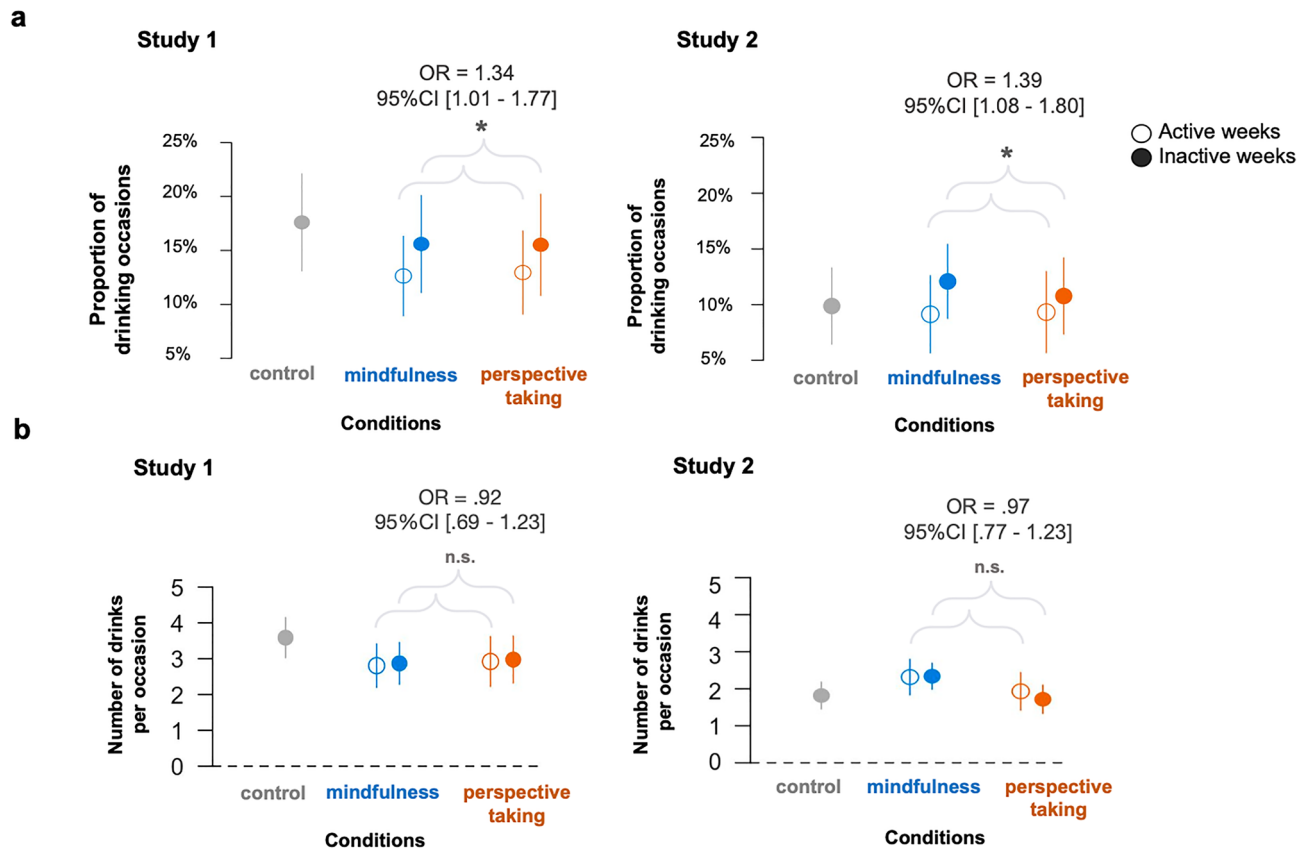 a
Study 1
OR = 1.34
95%CI [1.01 - 1.77]
*
25%
20%
15%
10%
5%
Proportion of
drinking occasions
control
mindfulness
perspective
taking
Conditions
Study 2
OR = 1.39
95%CI [1.08 - 1.80]
*
25%
20%
15%
10%
5%
Proportion of
drinking occasions
control
mindfulness
perspective
taking
Conditions
Active weeks
Inactive weeks
b
Study 1
OR = .92
95%CI [.69 - 1.23]
n.s.
5
4
3
2
1
0
Number of drinks
per occasion
control
mindfulness
perspective
taking
Conditions
Study 2
OR = .97
95%CI [.77 - 1.23]
n.s.
5
4
3
2
1
0
Number of drinks
per occasion
control
mindfulness
perspective
taking
Conditions